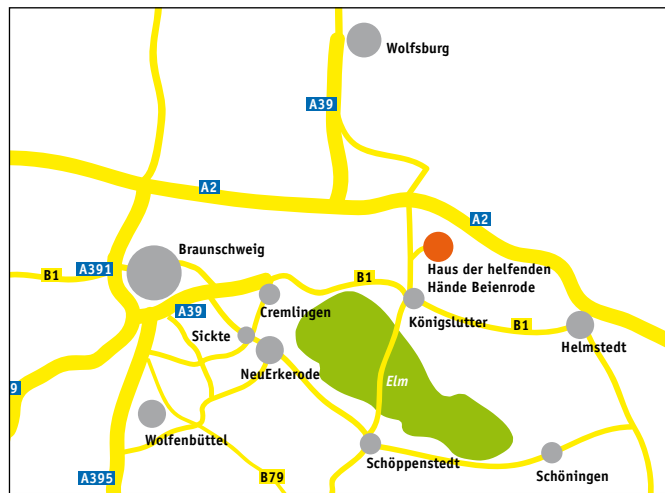 Wolfsburg
A39
A2
A2
Braunschweig
A391
B1
B1
Haus der helfenden
Hände Beienrode
Cremlingen
A39
Königslutter
B1
Sickte
Helmstedt
NeuErkerode
Elm
9
Wolfenbüttel
Schöppenstedt
Schöningen
A395
B79